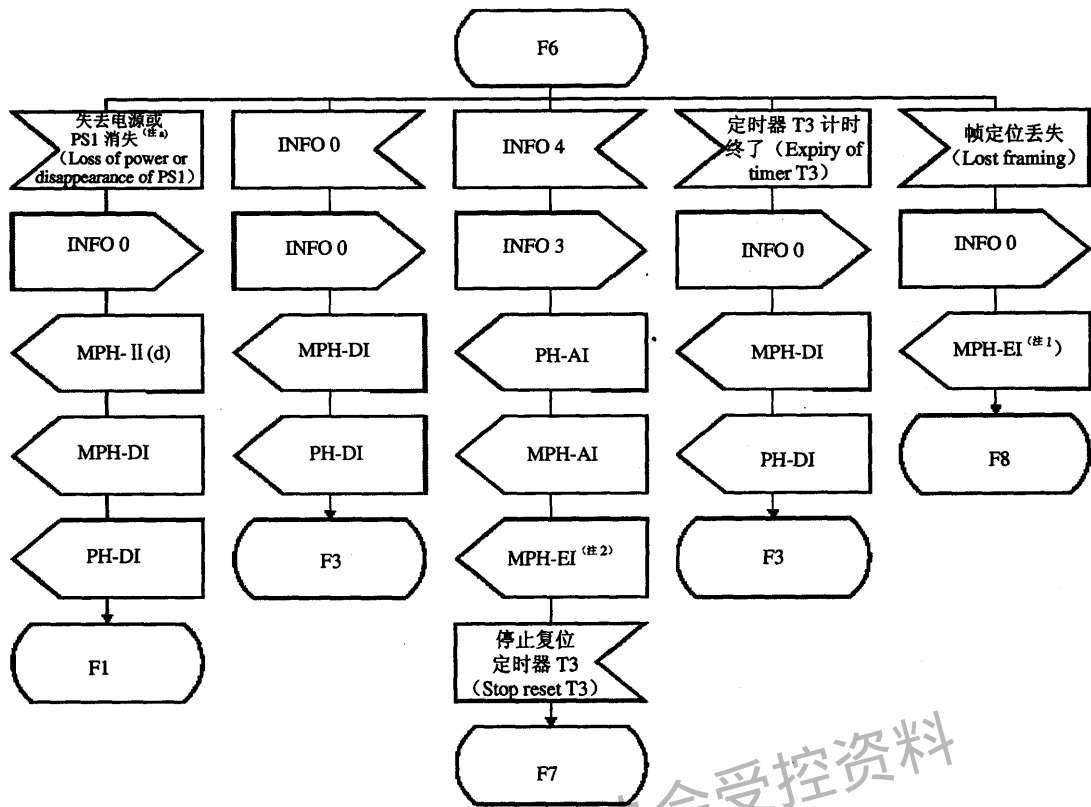 F6
失去电源或
PS1 消失(注a)
(Loss of power or
disappearance of PS1)
INFO 0
MPH-Ⅱ(d)
MPH-DI
PH-DI
F1
INFO 0
INFO 0
MPH-DI
PH-DI
F3
INFO 4
INFO 3
PH-AI
MPH-AI
MPH-EI(注2)
停止复位
定时器 T3
(Stop reset T3)
F7
定时器 T3 计时
终了(Expiry of
timer T3)
INFO 0
MPH-DI
PH-DI
F3
帧定位丢失
(Lost framing)
INFO 0
MPH-EI(注1)
F8
会受控资料